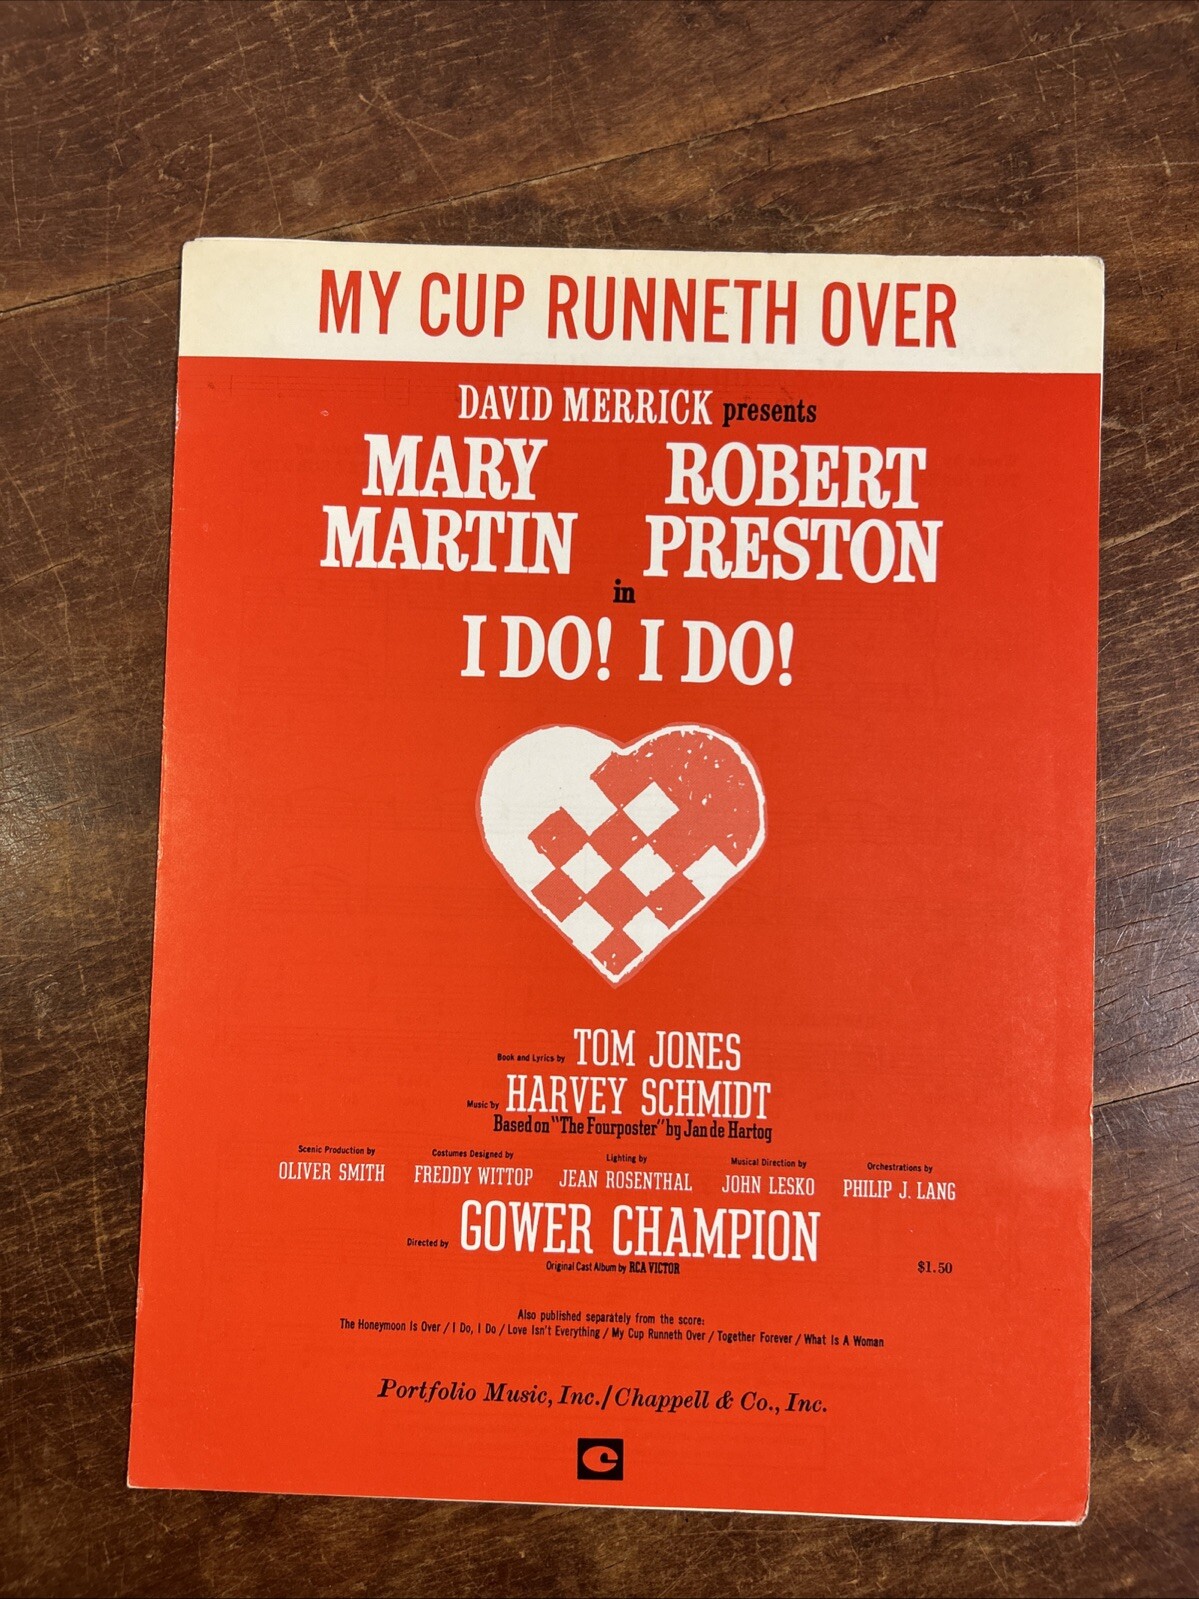 MY CUP RUNNETH OVER
DAVID MERRICK presents
MARY ROBERT
MARTIN PRESTON
in
I DO! I DO!
Book and Lyrics by TOM JONES
Music by HARVEY SCHMIDT
Based on "The Fourposter" by Jan de Hartog
Scenic Production by Costumes Designed by Lighting by Musical Direction by Orchestrations by
OLIVER SMITH FREDDY WITTOP JEAN ROSENTHAL JOHN LESKO PHILIP J. LANG
Directed by GOWER CHAMPION
Original Cast Album by RCA VICTOR $1.50
Also published separately from the score:
The Honeymoon Is Over / I Do, I Do / Love Isn't Everything / My Cup Runneth Over / Together Forever / What Is A Woman
Portfolio Music, Inc./Chappell & Co., Inc.
C